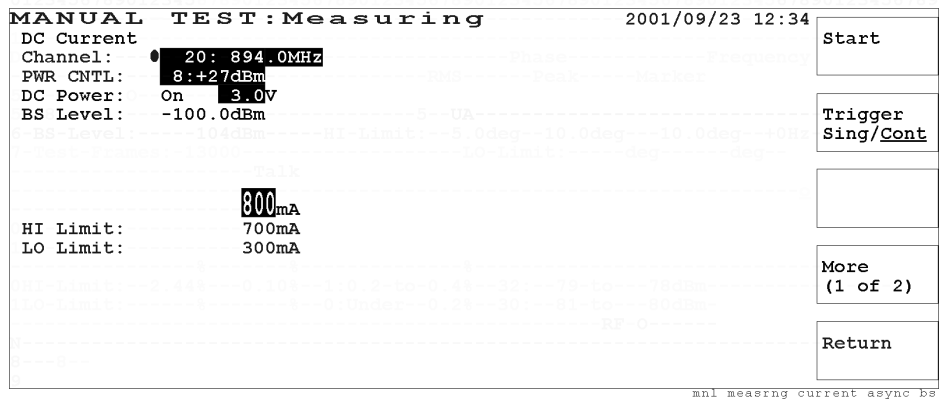 MANUAL TEST:Measuring 2001/09/23 12:34
DC Current
Channel: 20: 894.0MHz
PWR CNTL: 8:+27dBm
DC Power: On 3.0V
BS Level: -100.0dBm
800mA
HI Limit: 700mA
LO Limit: 300mA
Start
Trigger
Sing/Cont
More
(1 of 2)
Return
mnl measrng current async bs